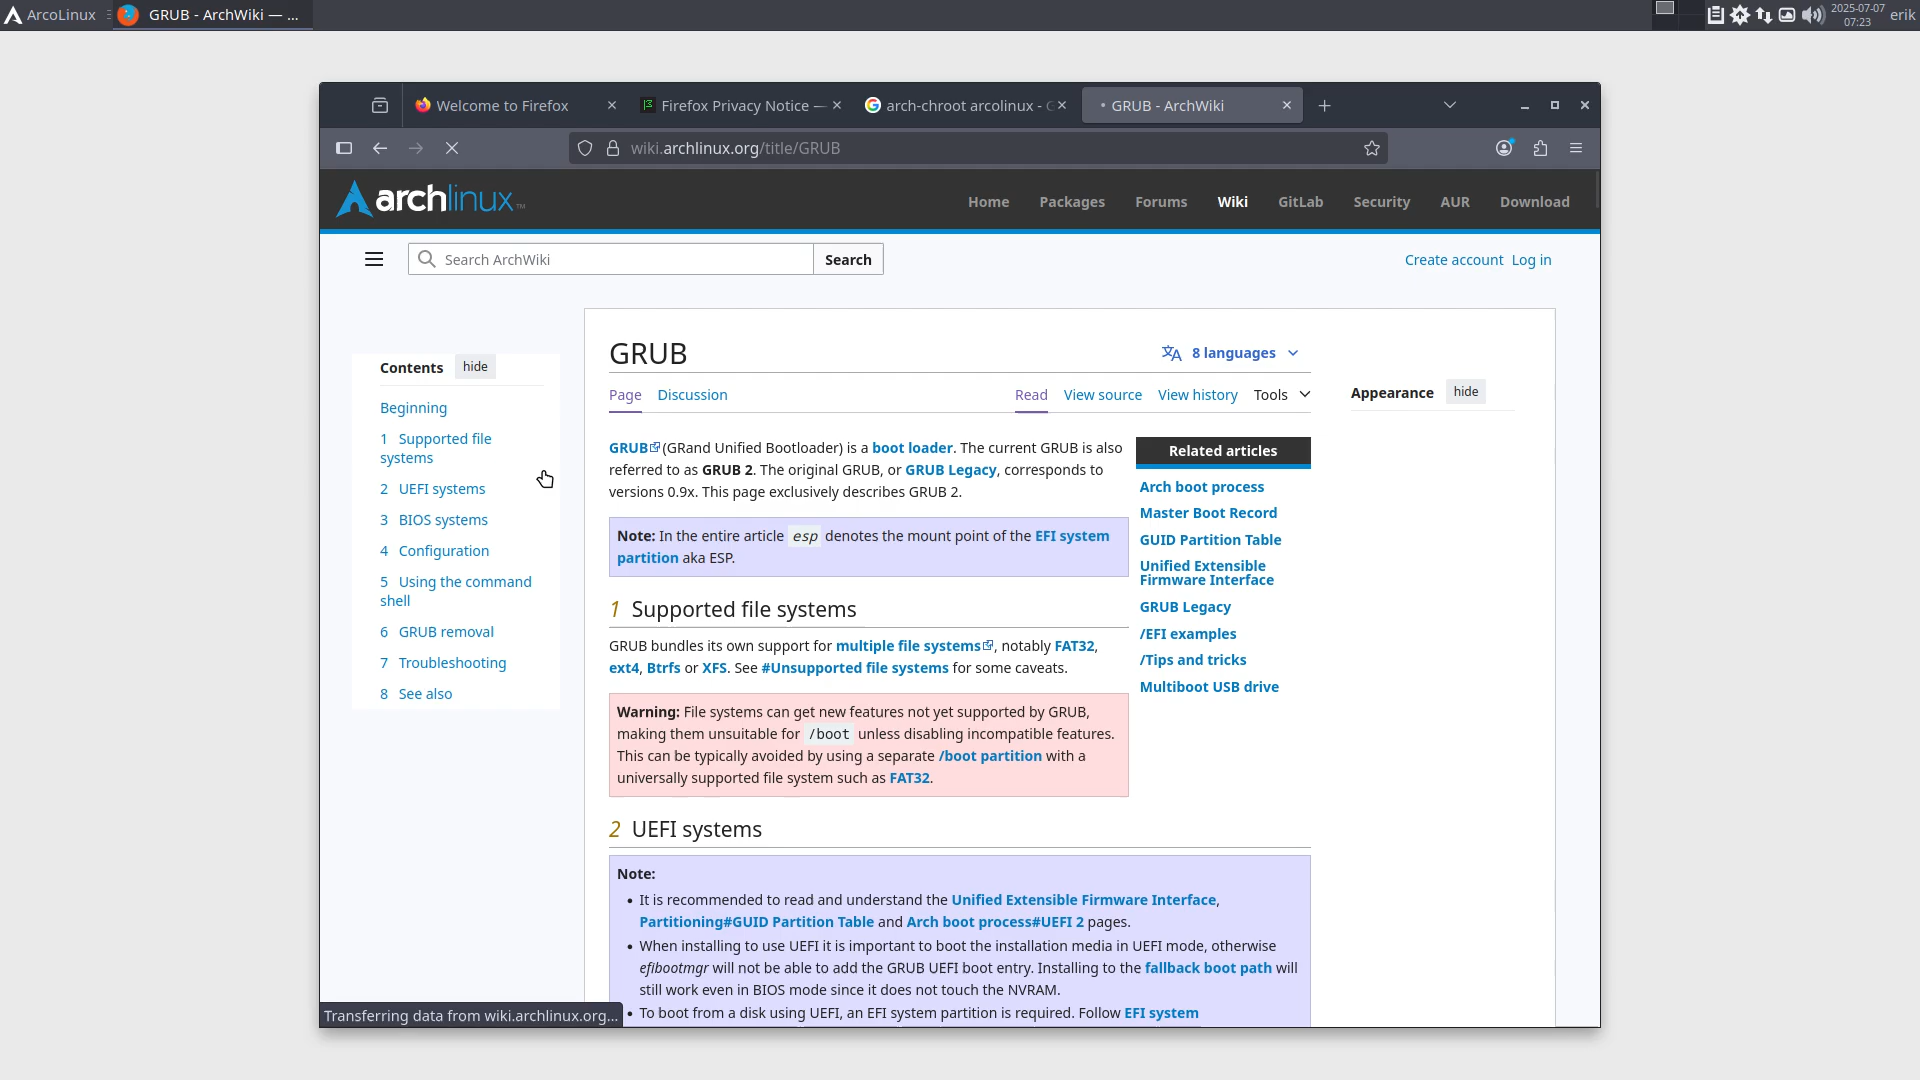 ArcoLinux
GRUB - ArchWiki — ...
2025-07-07
07:23
erik
Welcome to Firefox
Firefox Privacy Notice —
arch-chroot arcolinux - G
GRUB - ArchWiki
wiki.archlinux.org/title/GRUB
archlinux™
Home Packages Forums Wiki GitLab Security AUR Download
Search ArchWiki
Search
Create account Log in
Contents hide
Beginning
1 Supported file
systems
2 UEFI systems
3 BIOS systems
4 Configuration
5 Using the command
shell
6 GRUB removal
7 Troubleshooting
8 See also
GRUB
8 languages
Page Discussion
Read View source View history Tools
Appearance hide
GRUB (GRand Unified Bootloader) is a boot loader. The current GRUB is also
referred to as GRUB 2. The original GRUB, or GRUB Legacy, corresponds to
versions 0.9x. This page exclusively describes GRUB 2.
Note: In the entire article esp denotes the mount point of the EFI system
partition aka ESP.
Related articles
Arch boot process
Master Boot Record
GUID Partition Table
Unified Extensible
Firmware Interface
GRUB Legacy
/EFI examples
/Tips and tricks
Multiboot USB drive
1 Supported file systems
GRUB bundles its own support for multiple file systems, notably FAT32,
ext4, Btrfs or XFS. See #Unsupported file systems for some caveats.
Warning: File systems can get new features not yet supported by GRUB,
making them unsuitable for /boot unless disabling incompatible features.
This can be typically avoided by using a separate /boot partition with a
universally supported file system such as FAT32.
2 UEFI systems
Note:
• It is recommended to read and understand the Unified Extensible Firmware Interface,
Partitioning#GUID Partition Table and Arch boot process#UEFI 2 pages.
• When installing to use UEFI it is important to boot the installation media in UEFI mode, otherwise
efibootmgr will not be able to add the GRUB UEFI boot entry. Installing to the fallback boot path will
still work even in BIOS mode since it does not touch the NVRAM.
• To boot from a disk using UEFI, an EFI system partition is required. Follow EFI system
Transferring data from wiki.archlinux.org...